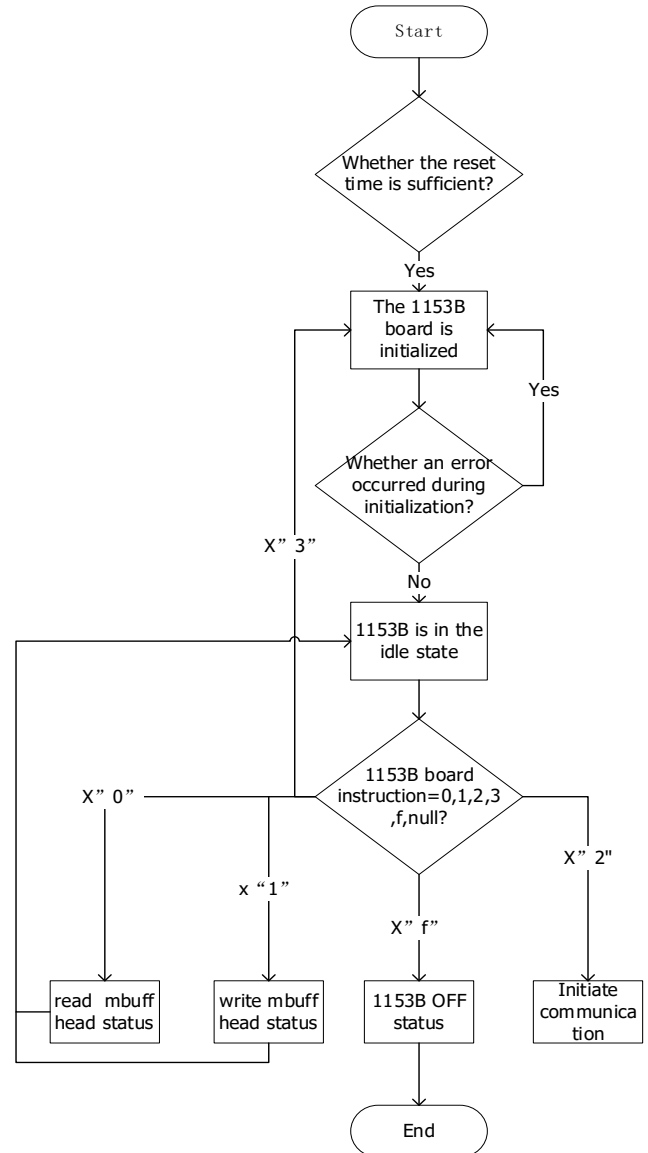 Start
Whether the reset
time is sufficient?
Yes
The 1153B
board is
initialized
Yes
Whether an error
occurred during
initialization?
X” 3”
No
1153B is in the
idle state
1153B board
instruction=0,1,2,3
,f,null?
X” 0”
x “1”
X” f”
X” 2"
read mbuff
head status
write mbuff
head status
1153B OFF
status
Initiate
communica
tion
End